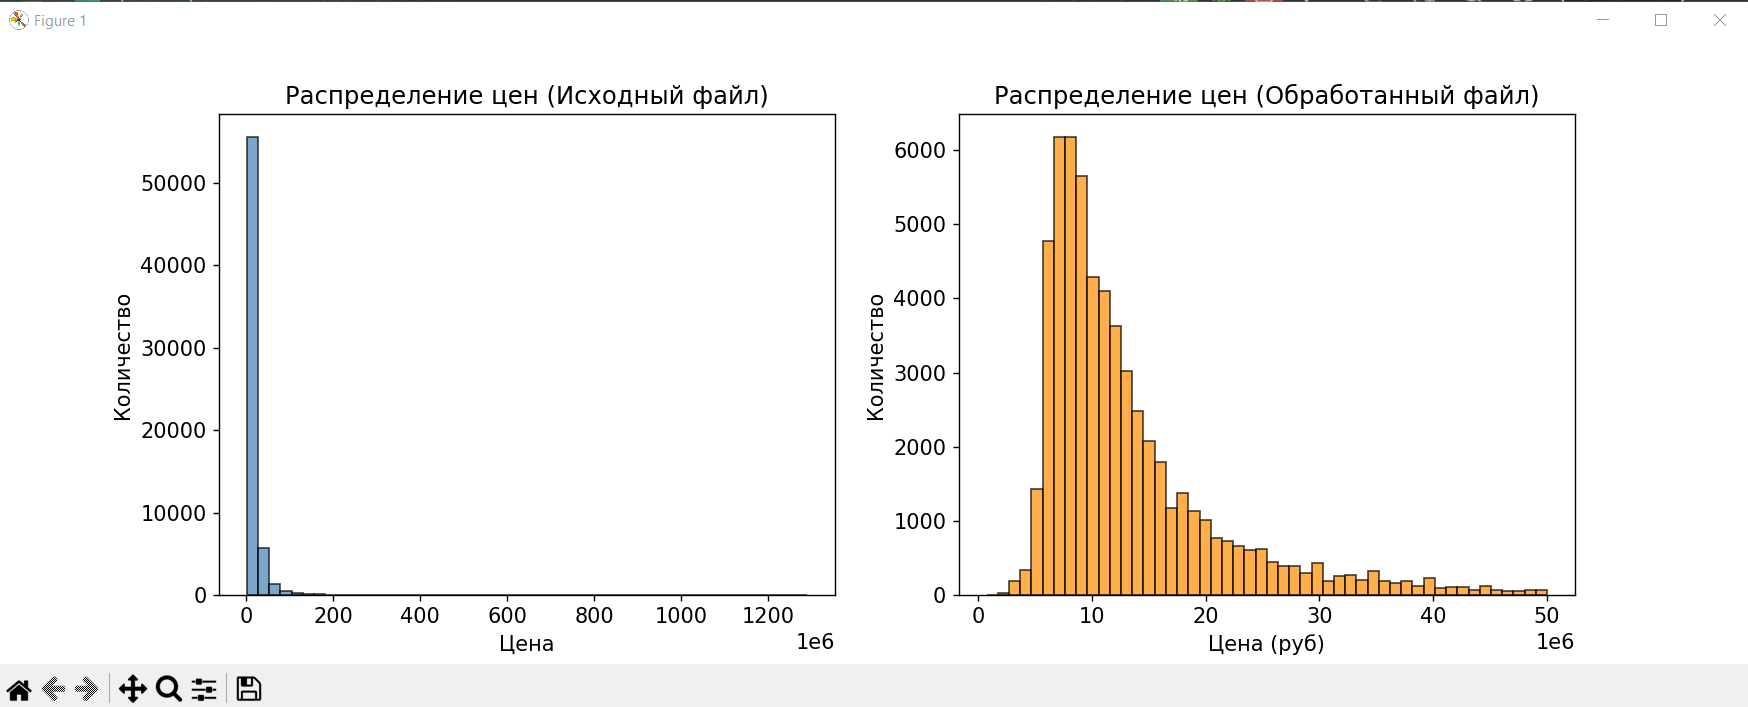 Figure 1
Распределение цен (Исходный файл)
50000
40000
30000
20000
10000
0
Количество
0 200 400 600 800 1000 1200
1e6
Цена
Распределение цен (Обработанный файл)
6000
5000
4000
3000
2000
1000
0
Количество
0 10 20 30 40 50
1e6
Цена (руб)